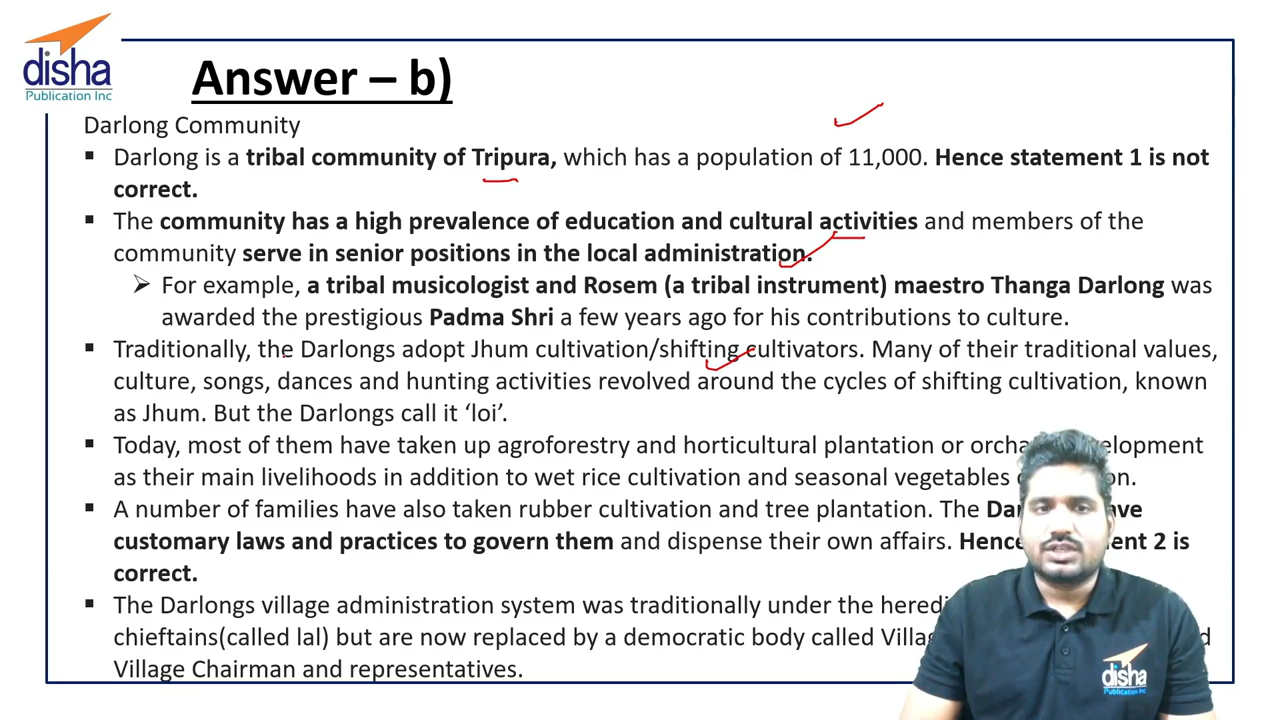 disha
Publication Inc
Answer – b)
Darlong Community
▪ Darlong is a tribal community of Tripura, which has a population of 11,000. Hence statement 1 is not
correct.
▪ The community has a high prevalence of education and cultural activities and members of the
community serve in senior positions in the local administration.
➢ For example, a tribal musicologist and Rosem (a tribal instrument) maestro Thanga Darlong was
awarded the prestigious Padma Shri a few years ago for his contributions to culture.
▪ Traditionally, the Darlongs adopt Jhum cultivation/shifting cultivators. Many of their traditional values,
culture, songs, dances and hunting activities revolved around the cycles of shifting cultivation, known
as Jhum. But the Darlongs call it ‘loi’.
▪ Today, most of them have taken up agroforestry and horticultural plantation or
as their main livelihoods in addition to wet rice cultivation and seasonal vegetables
▪ A number of families have also taken rubber cultivation and tree plantation. The
customary laws and practices to govern them and dispense their own affairs. 2 is
correct.
▪ The Darlongs village administration system was traditionally under the
chieftains(called lal) but are now replaced by a democratic body called
Village Chairman and representatives.
disha
Publication Inc